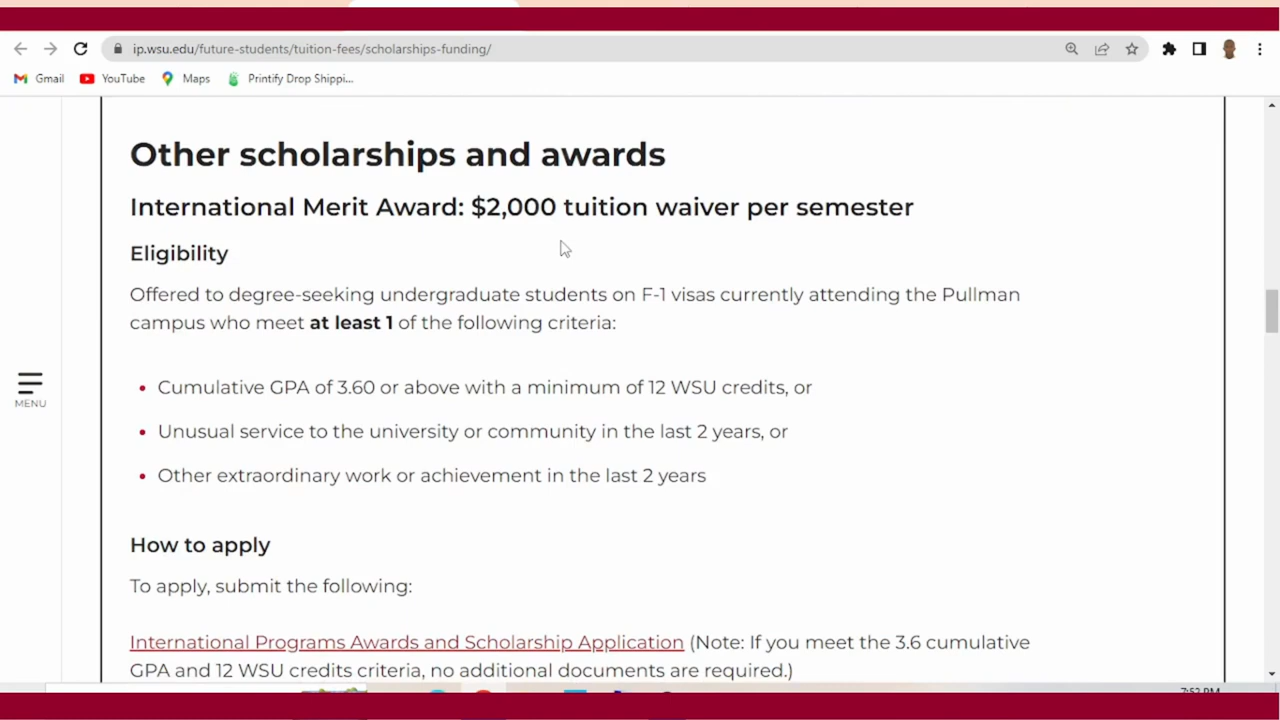 ip.wsu.edu/future-students/tuition-fees/scholarships-funding/
Gmail YouTube Maps Printify Drop Shippi...
Other scholarships and awards
International Merit Award: $2,000 tuition waiver per semester
Eligibility
Offered to degree-seeking undergraduate students on F-1 visas currently attending the Pullman
campus who meet at least 1 of the following criteria:
• Cumulative GPA of 3.60 or above with a minimum of 12 WSU credits, or
MENU
• Unusual service to the university or community in the last 2 years, or
• Other extraordinary work or achievement in the last 2 years
How to apply
To apply, submit the following:
International Programs Awards and Scholarship Application (Note: If you meet the 3.6 cumulative
GPA and 12 WSU credits criteria, no additional documents are required.)